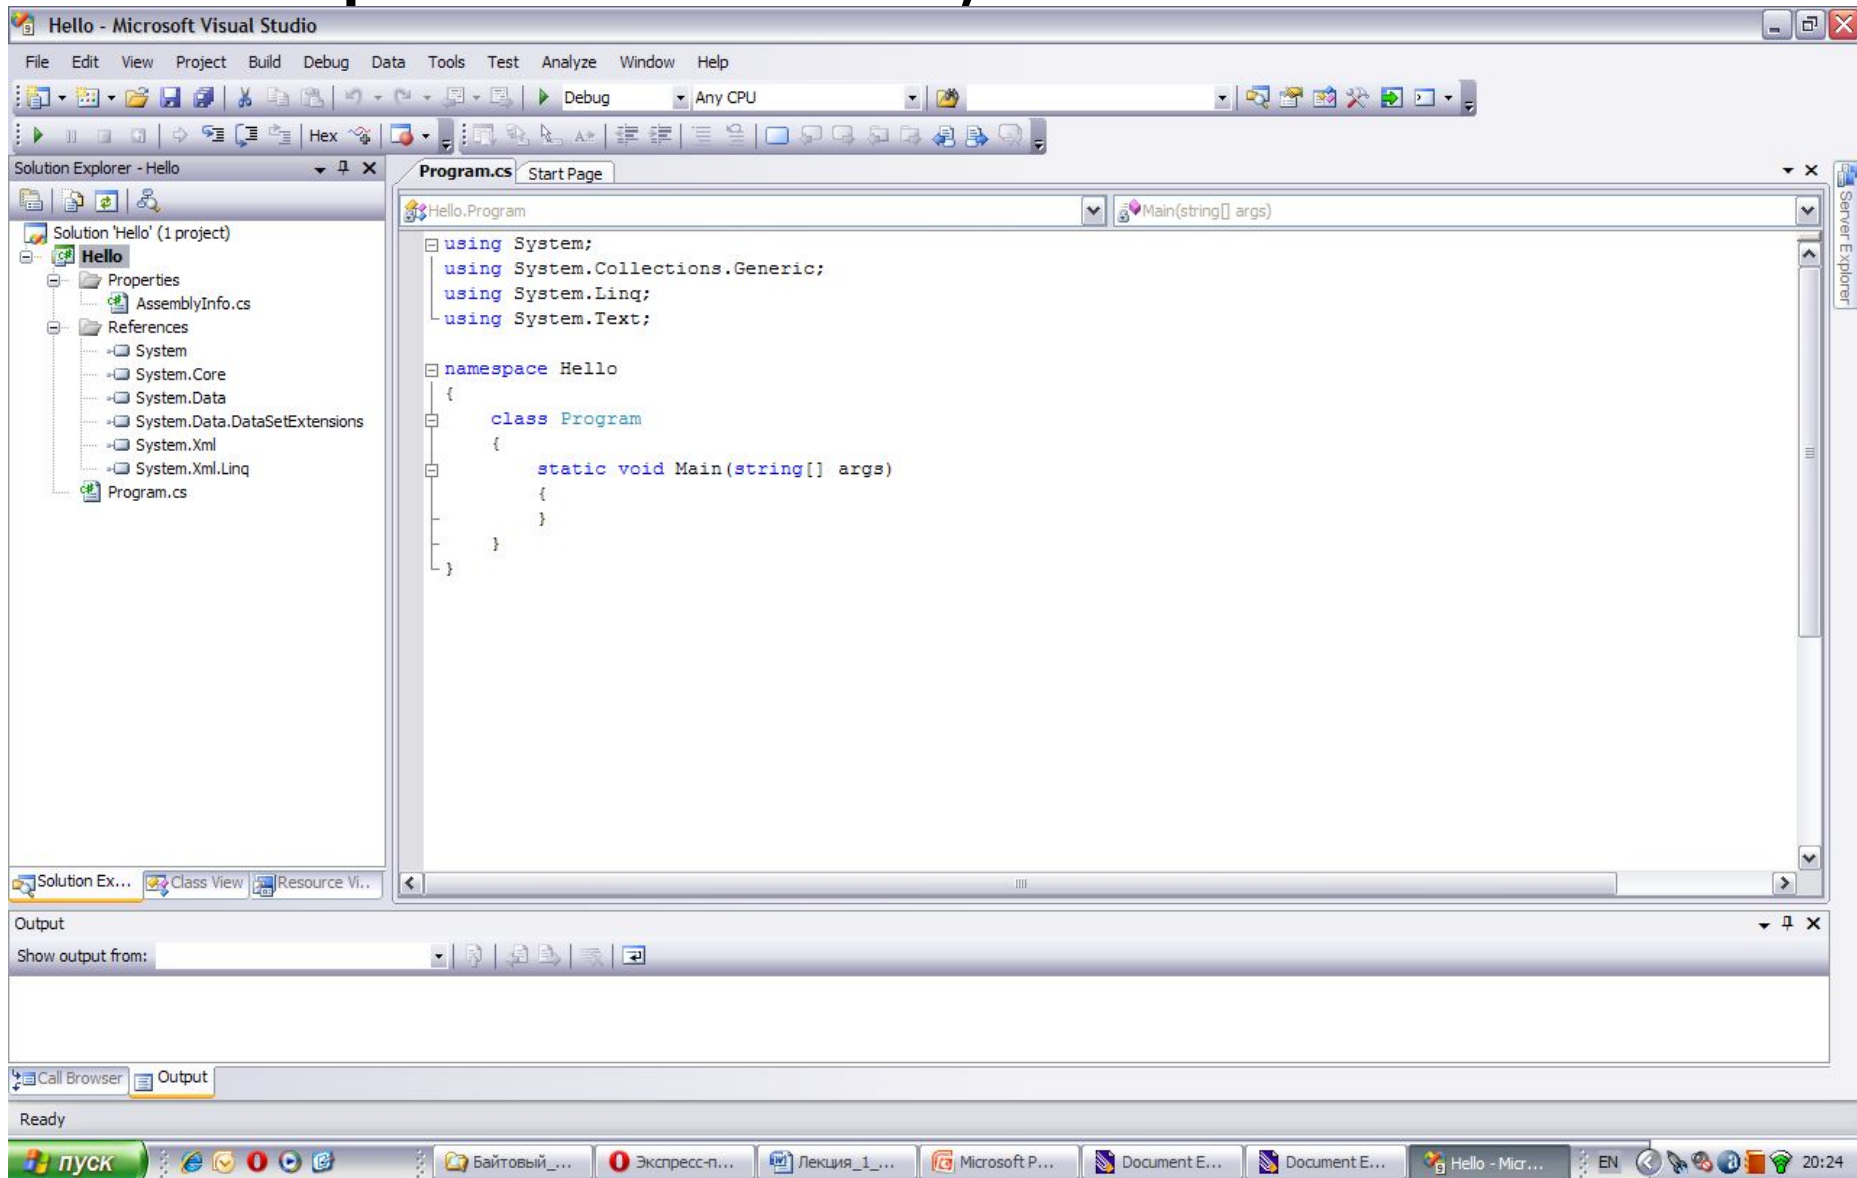 Hello - Microsoft Visual Studio
File Edit View Project Build Debug Data Tools Test Analyze Window Help
Debug Any CPU
Hex
Solution Explorer - Hello
Program.cs Start Page
Hello.Program Main(string[] args)
Server Explorer
Solution 'Hello' (1 project)
Hello
Properties
AssemblyInfo.cs
References
System
System.Core
System.Data
System.Data.DataSetExtensions
System.Xml
System.Xml.Linq
Program.cs
using System;
using System.Collections.Generic;
using System.Linq;
using System.Text;
namespace Hello
{
class Program
{
static void Main(string[] args)
{
}
}
}
Solution Ex... Class View Resource Vi..
Output
Show output from:
Call Browser Output
Ready
пуск Байтовый_... Экспресс-п... Лекция_1_... Microsoft P... Document E... Document E... Hello - Micr... EN 20:24